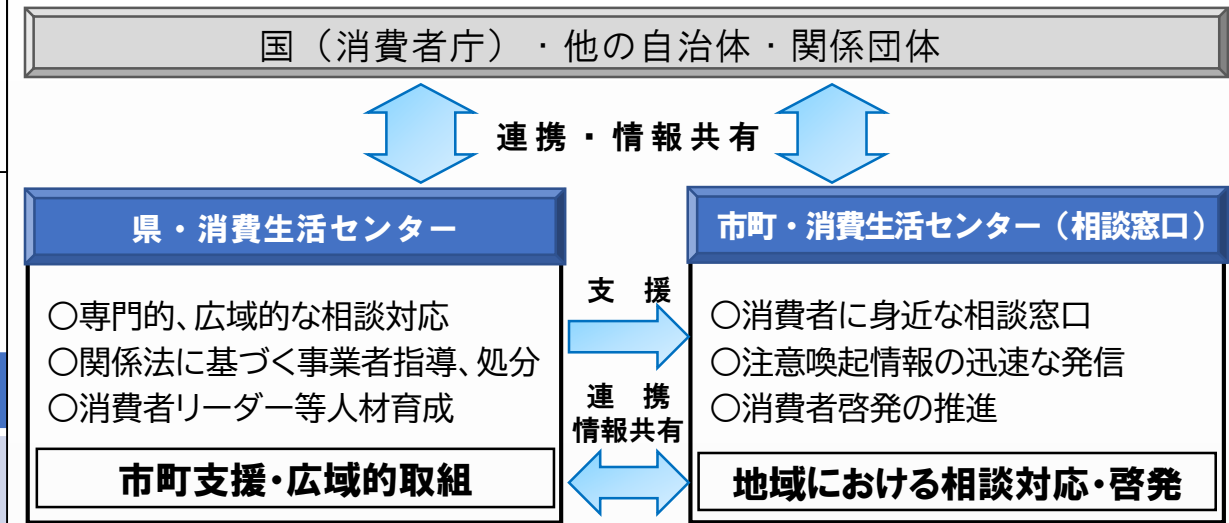 国（消費者庁）・他の自治体・関係団体
連携・情報共有
県・消費生活センター
〇専門的、広域的な相談対応
〇関係法に基づく事業者指導、処分
〇消費者リーダー等人材育成
市町支援・広域的取組
支　援
連　携
情報共有
市町・消費生活センター（相談窓口）
〇消費者に身近な相談窓口
〇注意喚起情報の迅速な発信
〇消費者啓発の推進
地域における相談対応・啓発